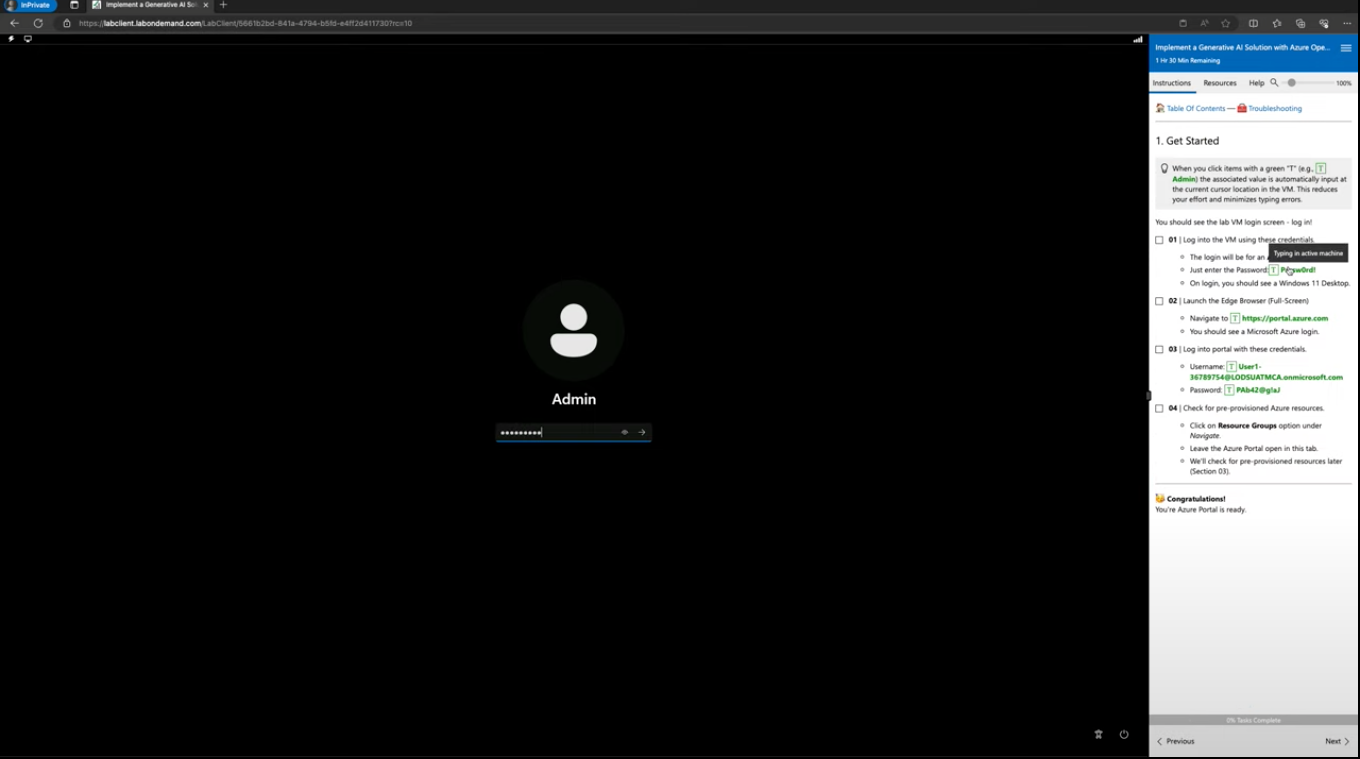 InPrivate
Implement a Generative AI Sol
https://labclient.labondemand.com/LabClient/5661b2bd-841a-4794-b5fd-e4ff2d411730?rc=10
Implement a Generative AI Solution with Azure Ope...
1 Hr 30 Min Remaining
Instructions Resources Help 100%
Table Of Contents — Troubleshooting
1. Get Started
When you click items with a green "T" (e.g., T
Admin) the associated value is automatically input at
the current cursor location in the VM. This reduces
your effort and minimizes typing errors.
You should see the lab VM login screen - log in!
01 | Log into the VM using these credentials.
Typing in active machine
The login will be for an
Just enter the Password: T
On login, you should see a Windows 11 Desktop.
02 | Launch the Edge Browser (Full-Screen)
Navigate to T https://portal.azure.com
You should see a Microsoft Azure login.
03 | Log into portal with these credentials.
Username: T User1-
36789754@LODSUATMCA.onmicrosoft.com
Password: T PAb42@g!aJ
04 | Check for pre-provisioned Azure resources.
Click on Resource Groups option under
Navigate.
Leave the Azure Portal open in this tab.
We'll check for pre-provisioned resources later
(Section 03).
Congratulations!
You're Azure Portal is ready.
Admin
3% Tasks Complete
Previous Next